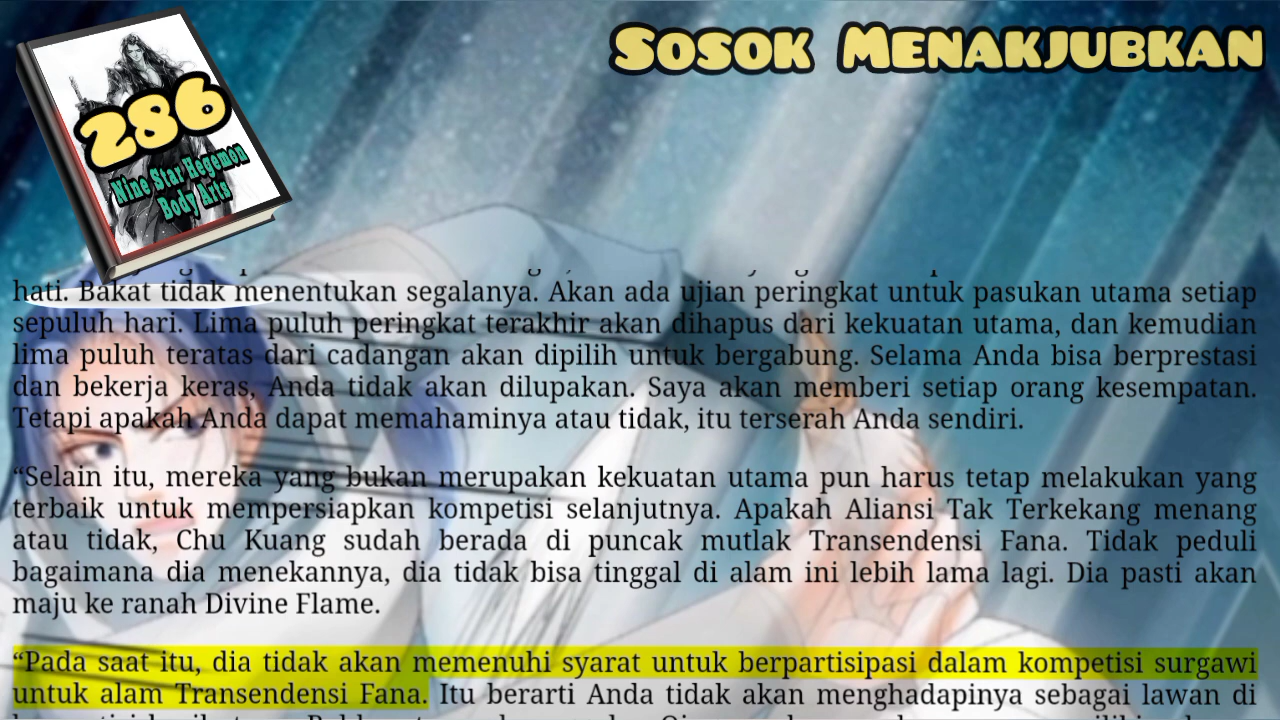 Sosok Menakjubkan
286
Nine Star Hegemon
Body Arts
hati. Bakat tidak menentukan segalanya. Akan ada ujian peringkat untuk pasukan utama setiap
sepuluh hari. Lima puluh peringkat terakhir akan dihapus dari kekuatan utama, dan kemudian
lima puluh teratas dari cadangan akan dipilih untuk bergabung. Selama Anda bisa berprestasi
dan bekerja keras, Anda tidak akan dilupakan. Saya akan memberi setiap orang kesempatan.
Tetapi apakah Anda dapat memahaminya atau tidak, itu terserah Anda sendiri.
“Selain itu, mereka yang bukan merupakan kekuatan utama pun harus tetap melakukan yang
terbaik untuk mempersiapkan kompetisi selanjutnya. Apakah Aliansi Tak Terkekang menang
atau tidak, Chu Kuang sudah berada di puncak mutlak Transendensi Fana. Tidak peduli
bagaimana dia menekannya, dia tidak bisa tinggal di alam ini lebih lama lagi. Dia pasti akan
maju ke ranah Divine Flame.
“Pada saat itu, dia tidak akan memenuhi syarat untuk berpartisipasi dalam kompetisi surgawi
untuk alam Transendensi Fana. Itu berarti Anda tidak akan menghadapinya sebagai lawan di